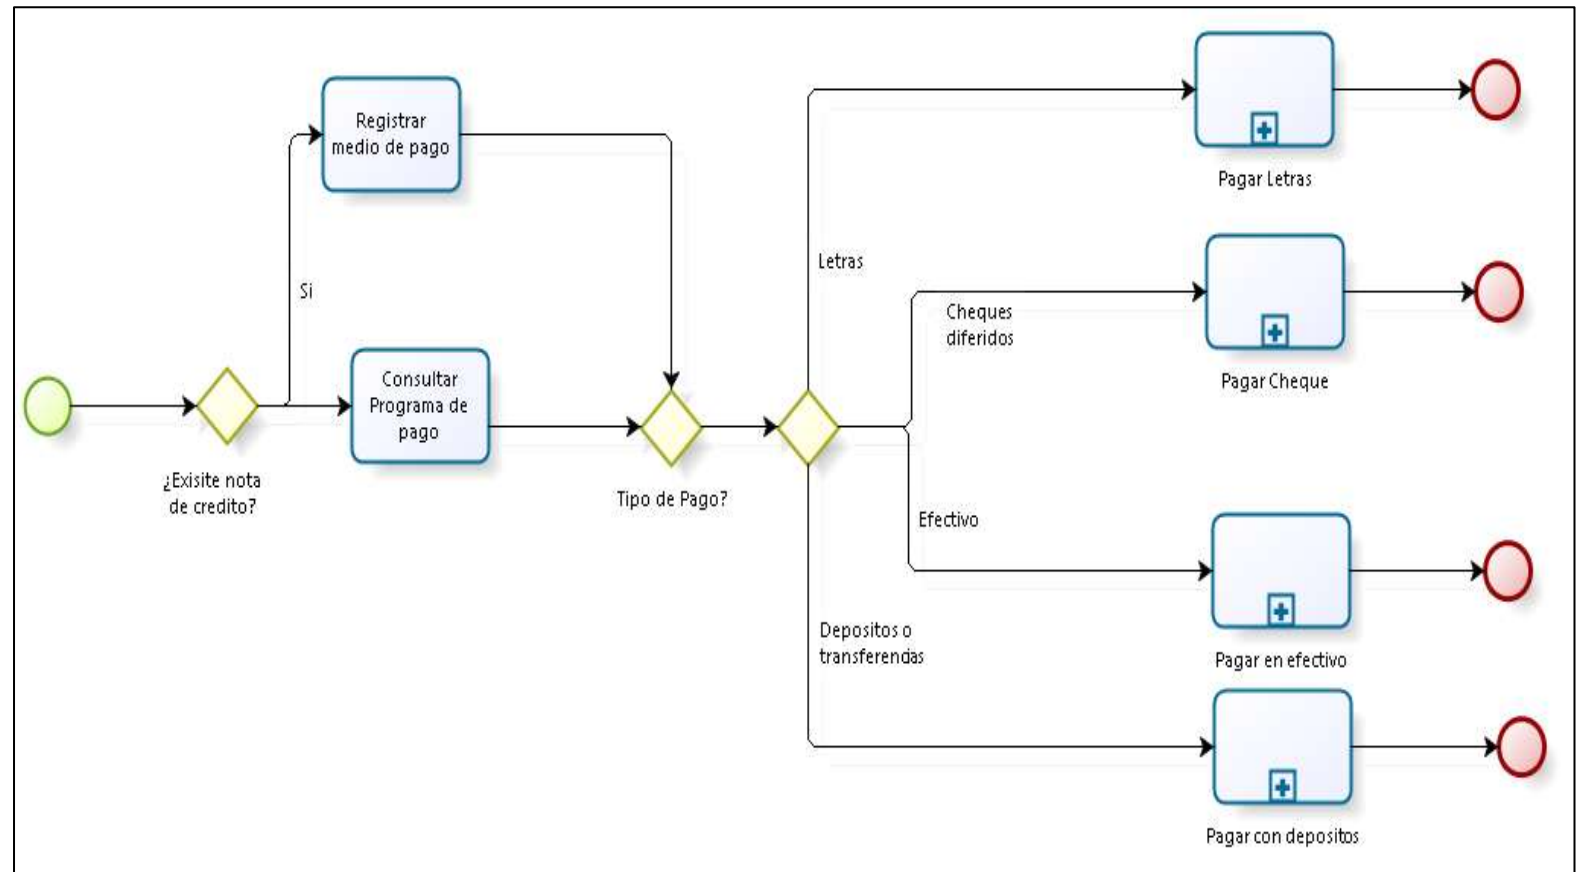 Registrar
medio de pago
Si
Consultar
Programa de
pago
¿Exisite nota
de credito?
Tipo de Pago?
Letras
Cheques
diferidos
Efectivo
Depositos o
transferencias
Pagar Letras
Pagar Cheque
Pagar en efectivo
Pagar con depositos